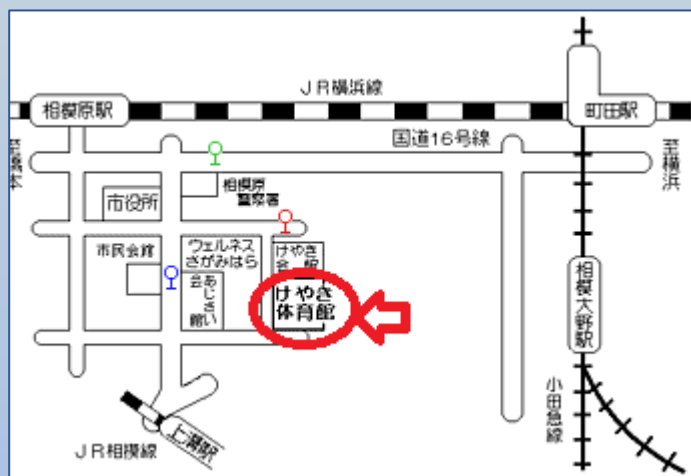 JR横浜線
相模原駅
町田駅
国道16号線
至横浜
相模原
警察署
市役所
市民会館
ウェルネス
さがみはら
けやき
会館
あじさい
会館
けやき
体育館
相模大野駅
小田急線
上溝駅
JR相模線